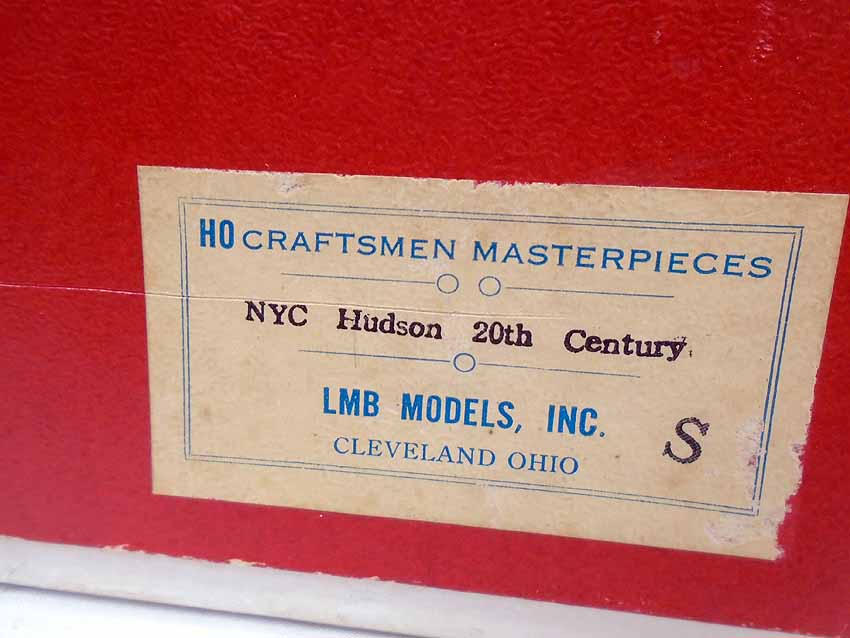 HO CRAFTSMEN MASTERPIECES
NYC Hudson 20th Century.
LMB MODELS, INC.
CLEVELAND OHIO
S